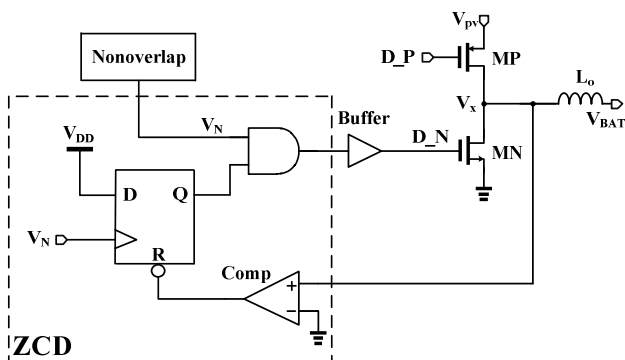 V_pv
Nonoverlap
D_P
MP
L_o
V_x
V_BAT
Buffer
V_N
D_N
MN
V_DD
D
Q
V_N
R
Comp
+
−
ZCD